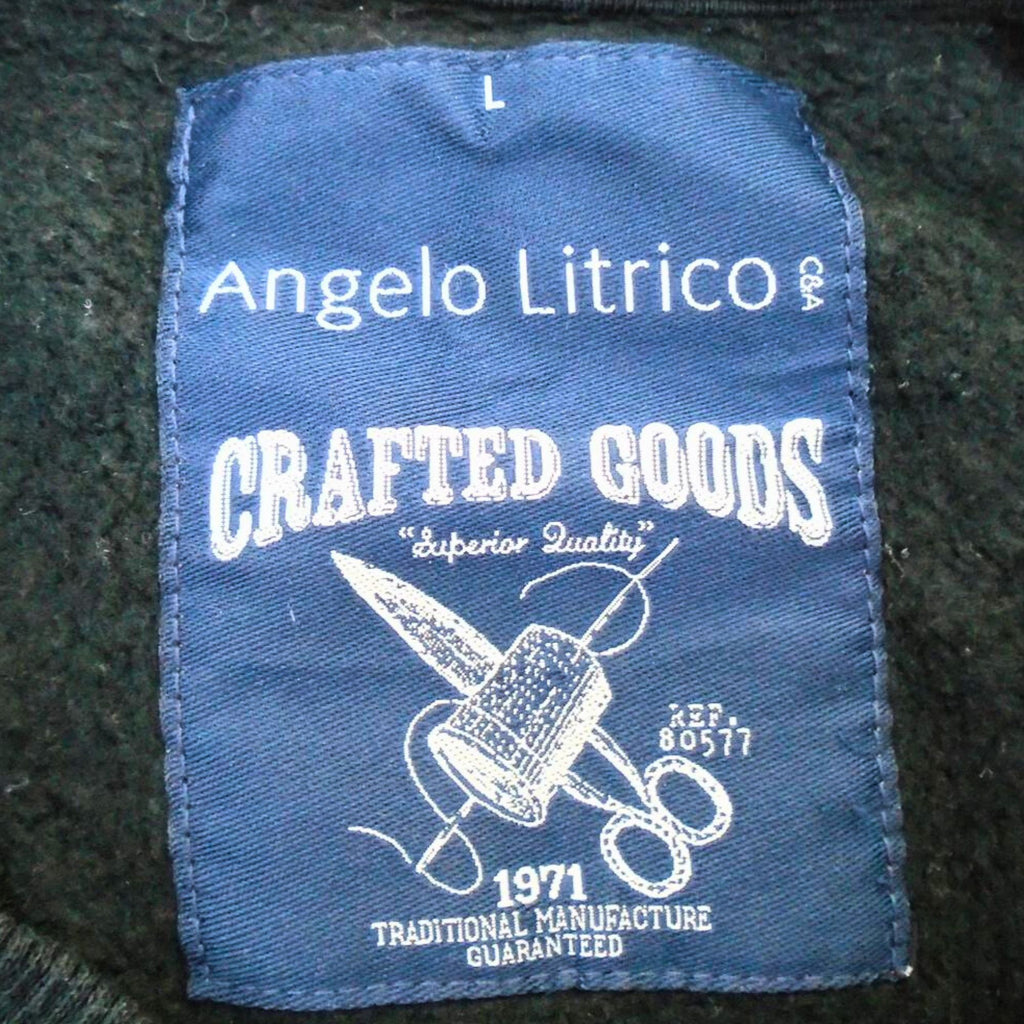 L
Angelo Litrico C&A
CRAFTED GOODS
"Superior Quality"
REF.
80577
1971
TRADITIONAL MANUFACTURE
GUARANTEED